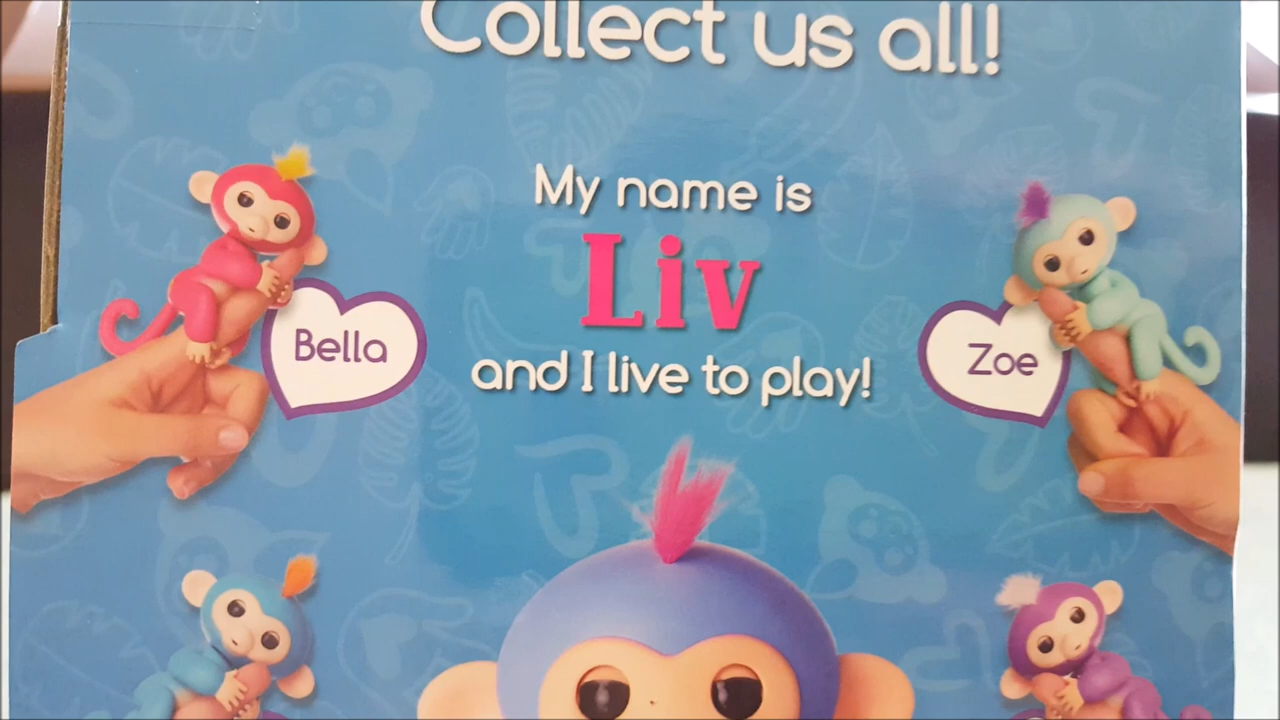 Collect us all!
My name is
Liv
and I live to play!
Bella
Zoe